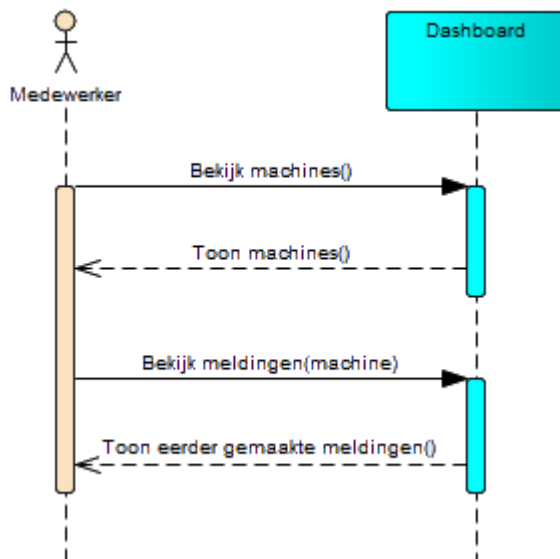 Dashboard
Medewerker
Bekijk machines()
Toon machines()
Bekijk meldingen(machine)
Toon eerder gemaakte meldingen()